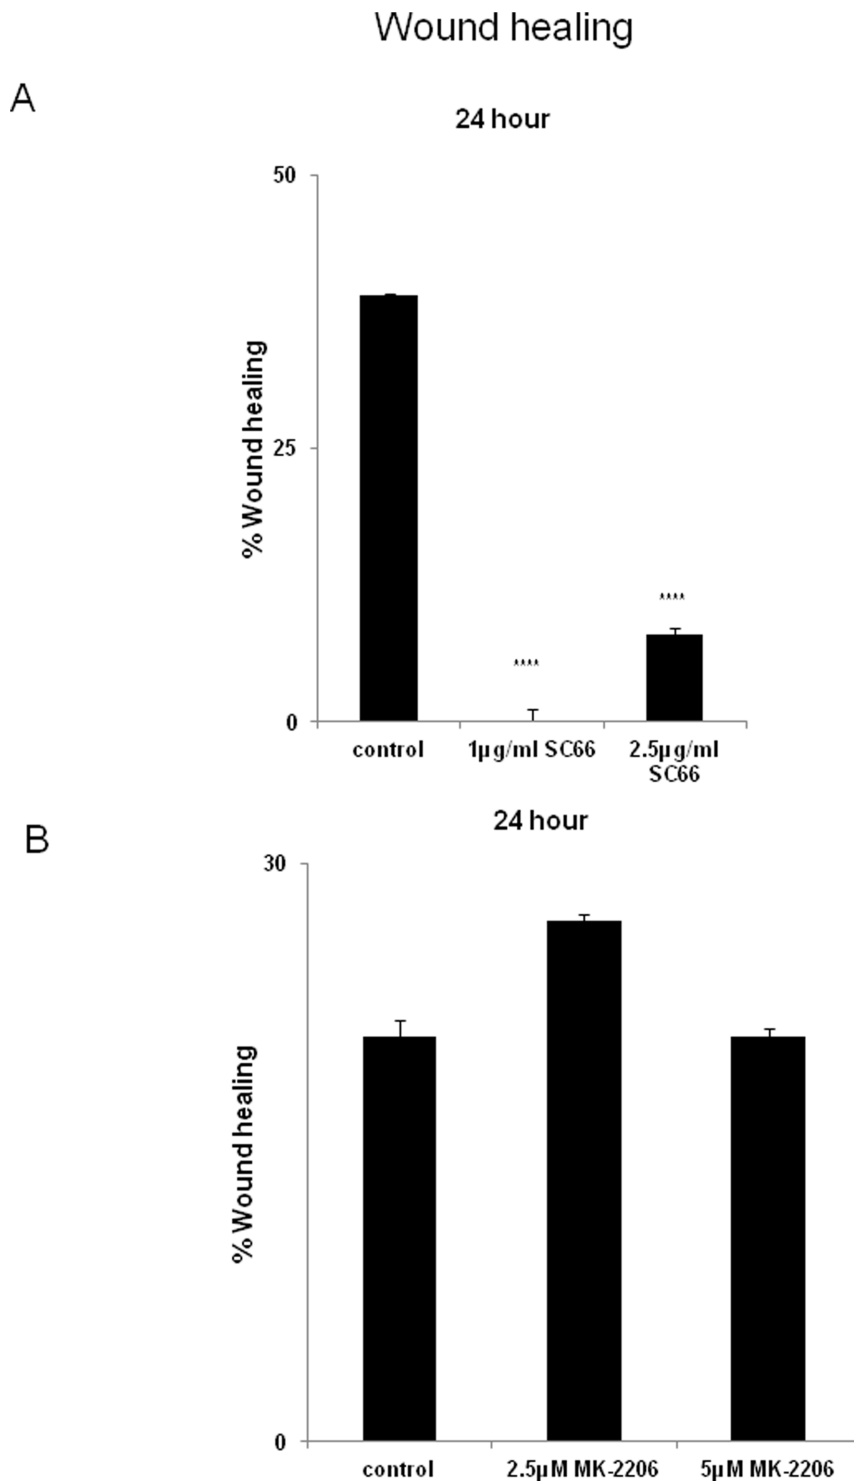 Wound healing
A
24 hour
50
% Wound healing
25
****
****
0
control 1µg/ml SC66 2.5µg/ml
SC66
24 hour
B
30
% Wound healing
0
control 2.5µM MK-2206 5µM MK-2206